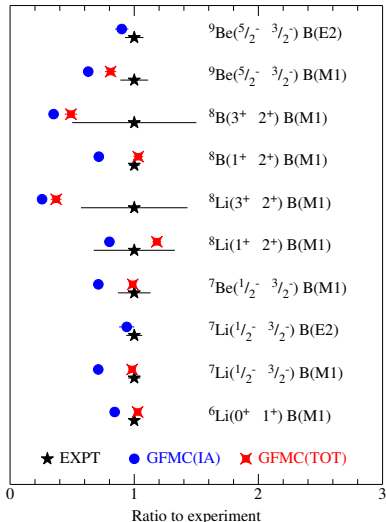 ⁹Be(⁵/₂⁻ ³/₂⁻) B(E2)
⁹Be(⁵/₂⁻ ³/₂⁻) B(M1)
⁸B(3⁺ 2⁺) B(M1)
⁸B(1⁺ 2⁺) B(M1)
⁸Li(3⁺ 2⁺) B(M1)
⁸Li(1⁺ 2⁺) B(M1)
⁷Be(¹/₂⁻ ³/₂⁻) B(M1)
⁷Li(¹/₂⁻ ³/₂⁻) B(E2)
⁷Li(¹/₂⁻ ³/₂⁻) B(M1)
⁶Li(0⁺ 1⁺) B(M1)
EXPT GFMC(IA) GFMC(TOT)
0 1 2 3
Ratio to experiment